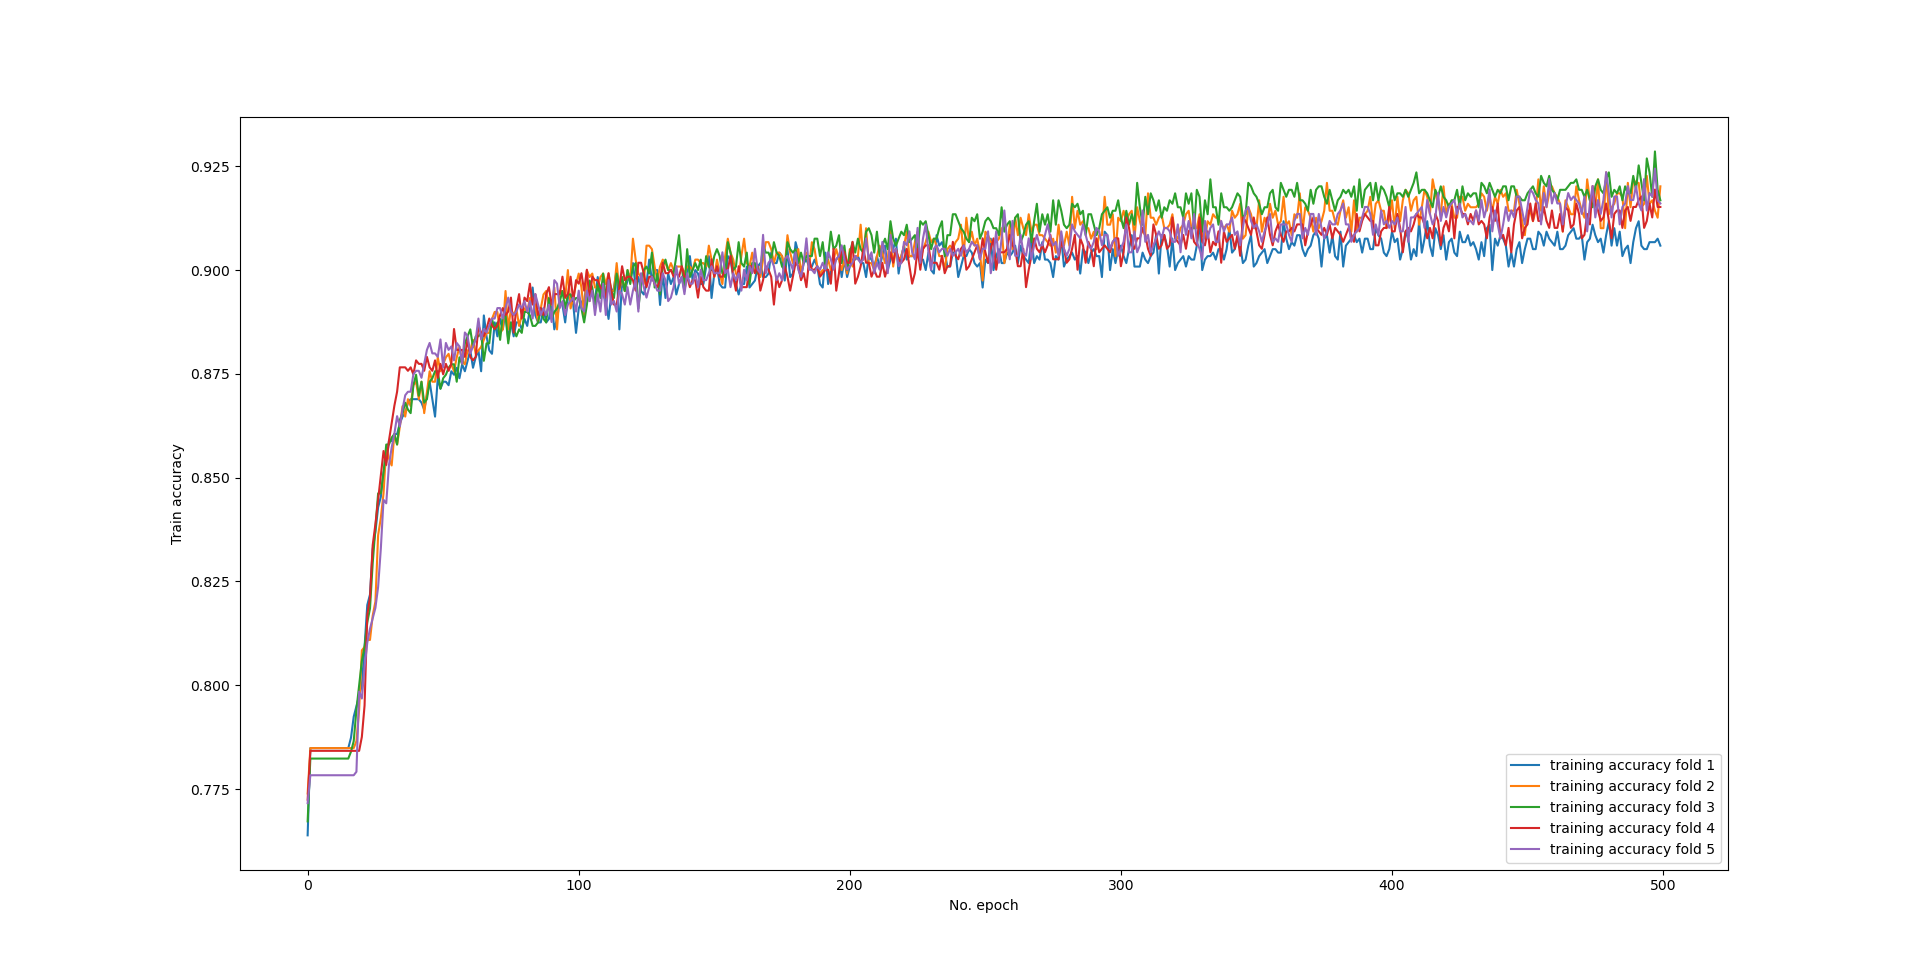 0.925
0.900
0.875
0.850
0.825
0.800
0.775
Train accuracy
0 100 200 300 400 500
No. epoch
training accuracy fold 1
training accuracy fold 2
training accuracy fold 3
training accuracy fold 4
training accuracy fold 5